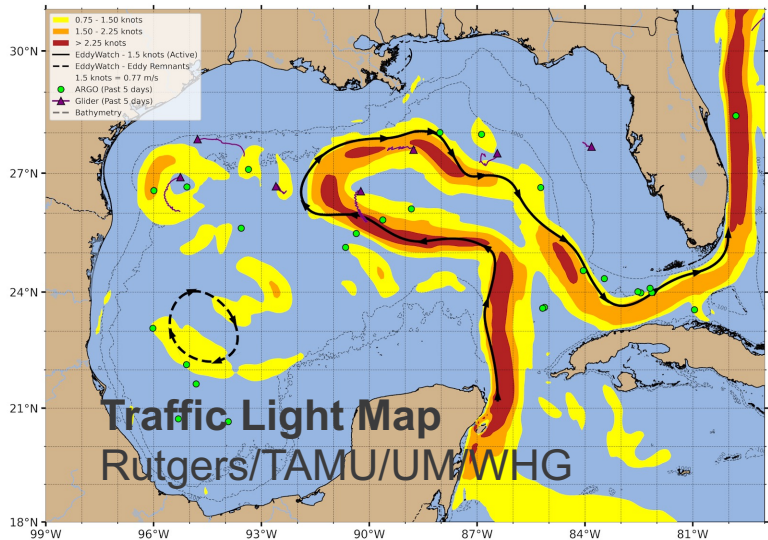 0.75 - 1.50 knots
1.50 - 2.25 knots
> 2.25 knots
EddyWatch - 1.5 knots (Active)
EddyWatch - Eddy Remnants
1.5 knots = 0.77 m/s
ARGO (Past 5 days)
Glider (Past 5 days)
Bathymetry
30°N
27°N
24°N
21°N
18°N
Traffic Light Map
Rutgers/TAMU/UM/WHG
99°W 96°W 93°W 90°W 87°W 84°W 81°W